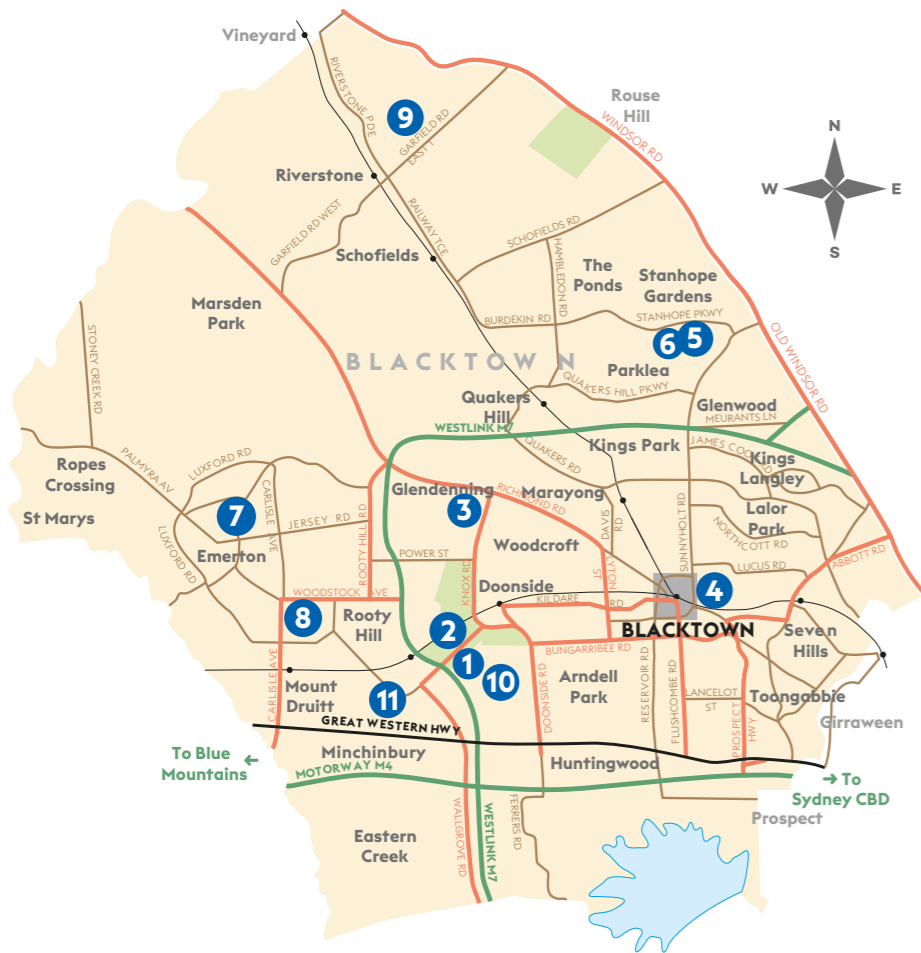 Vineyard
RIVERSTONE PDE
9
GARFIELD RD
EAST
Rouse
Hill
WINDSOR RD
N
W
E
S
Riverstone
GARFIELD RD WEST
RAILWAY TCE
Schofields
SCHOFIELDS RD
HAMBLEDON RD
The
Ponds
Stanhope
Gardens
Marsden
Park
BURDEKIN RD
STANHOPE PKWY
6
5
OLD WINDSOR RD
STONEY CREEK RD
BLACKTOWN
Parklea
QUAKERS HILL PKWY
Quakers
Hill
Glenwood
MEURANTS LN
WESTLINK M7
Kings Park
QUAKERS RD
JAMES COOK RD
Kings
Langley
PALMYRA AV
LUXFORD RD
CARLISLE AVE
Ropes
Crossing
St Marys
7
JERSEY RD
Emerton
LUXFORD RD
ROOTY HILL RD
Glendenning
3
RICHMOND RD
Marayong
DAVIS RD
SUNNYHOLT RD
Lalor
Park
NORTHCOTT RD
Woodcroft
POWER ST
KNOX RD
LYTON ST
LUCUS RD
ABBOTT RD
Doonside
KILDARE RD
4
WOODSTOCK AVE
8
Rooty
Hill
2
BLACKTOWN
Seven
Hills
1
10
BUNGARRIBEE RD
CARLISLE AVE
Mount
Druitt
11
DOONSIDE RD
Arndell
Park
RESERVOIR RD
FLUSHCOMBE RD
LANCELOT
ST
PROSPECT HWY
Toongabbie
Girraween
GREAT WESTERN HWY
To Blue
Mountains ←
Minchinbury
MOTORWAY M4
Huntingwood
→ To
Sydney CBD
Prospect
WALLGROVE RD
WESTLINK M7
FERRERS RD
Eastern
Creek